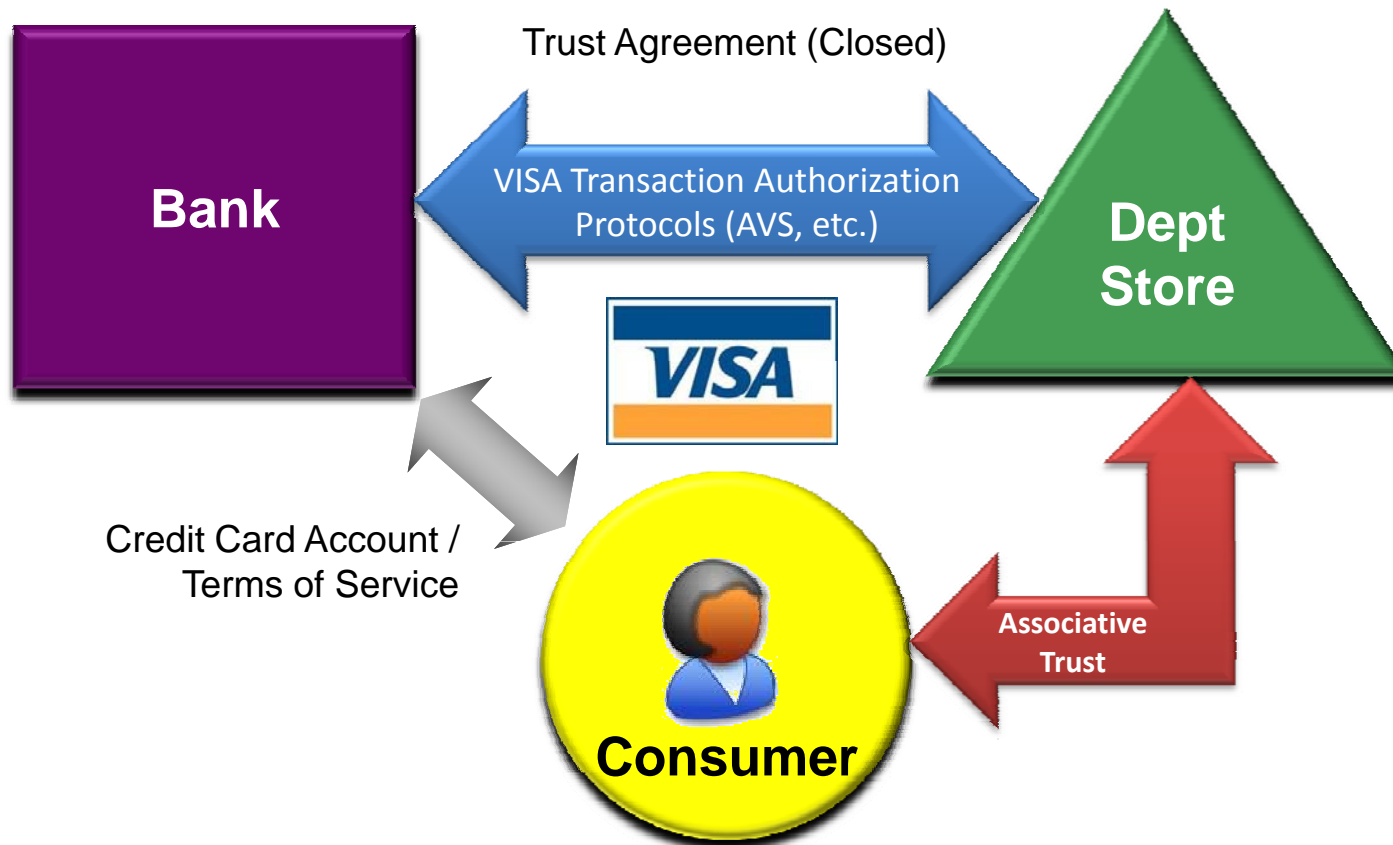 Trust Agreement (Closed)
Bank
VISA Transaction Authorization
Protocols (AVS, etc.)
Dept
Store
VISA
Credit Card Account /
Terms of Service
Associative
Trust
Consumer